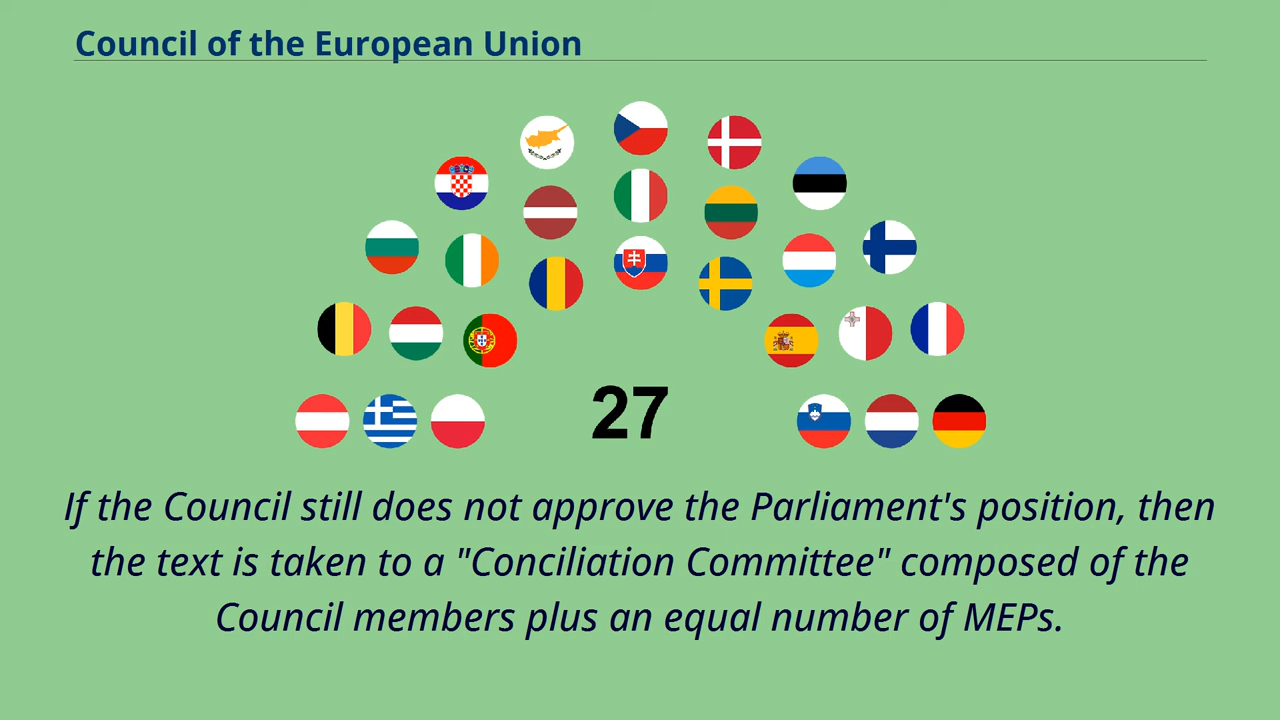 Council of the European Union
27
If the Council still does not approve the Parliament's position, then
the text is taken to a "Conciliation Committee" composed of the
Council members plus an equal number of MEPs.